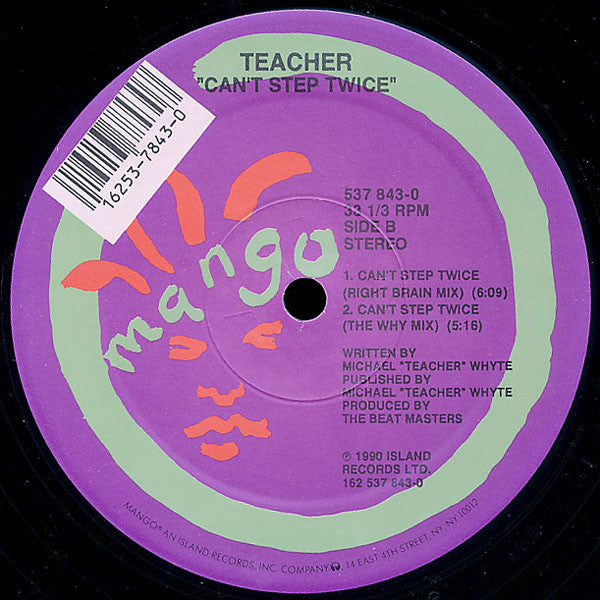 TEACHER
"CAN'T STEP TWICE"
16253-7843-0
mango
537 843-0
33 1/3 RPM
SIDE B
STEREO
1. CAN'T STEP TWICE
(RIGHT BRAIN MIX) (6:09)
2. CAN'T STEP TWICE
(THE WHY MIX) (5:16)
WRITTEN BY
MICHAEL "TEACHER" WHYTE
PUBLISHED BY
MICHAEL "TEACHER" WHYTE
PRODUCED BY
THE BEAT MASTERS
℗ 1990 ISLAND
RECORDS LTD.
162 537 843-0
MANGO® AN ISLAND RECORDS, INC. COMPANY, 14 EAST 4TH STREET, NY, NY 10012